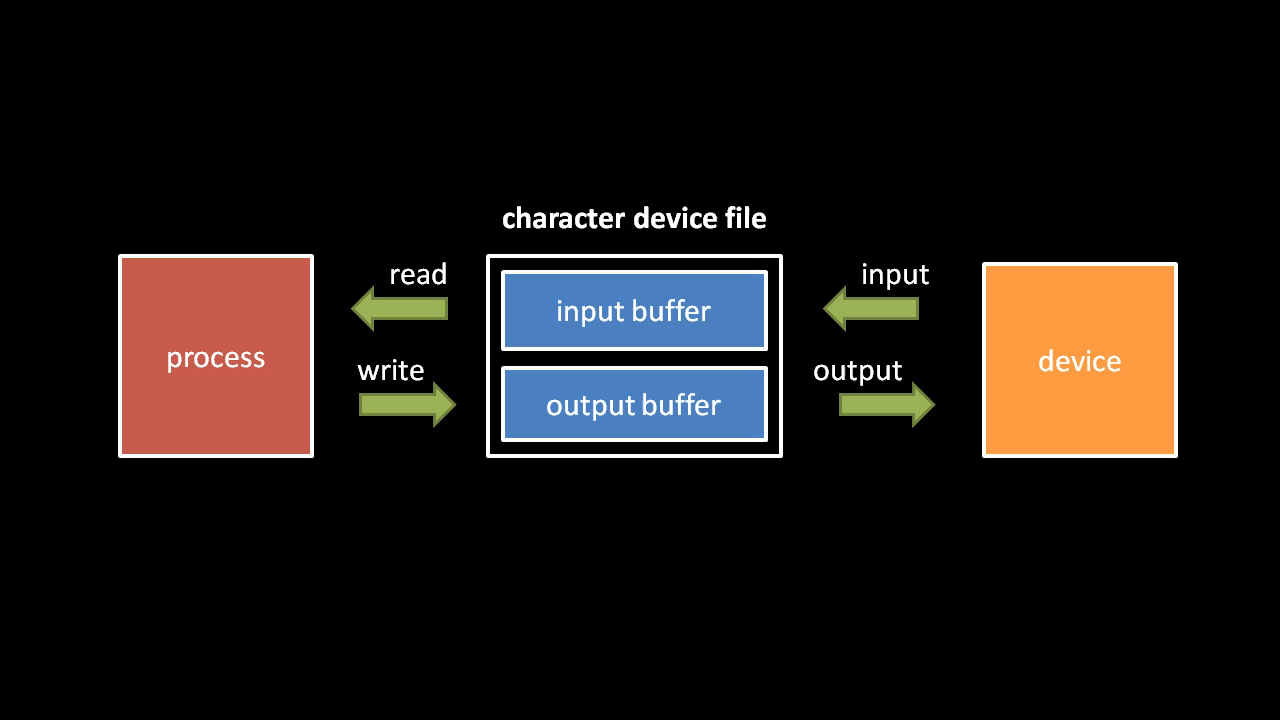 character device file
read
input
input buffer
process
device
write
output
output buffer